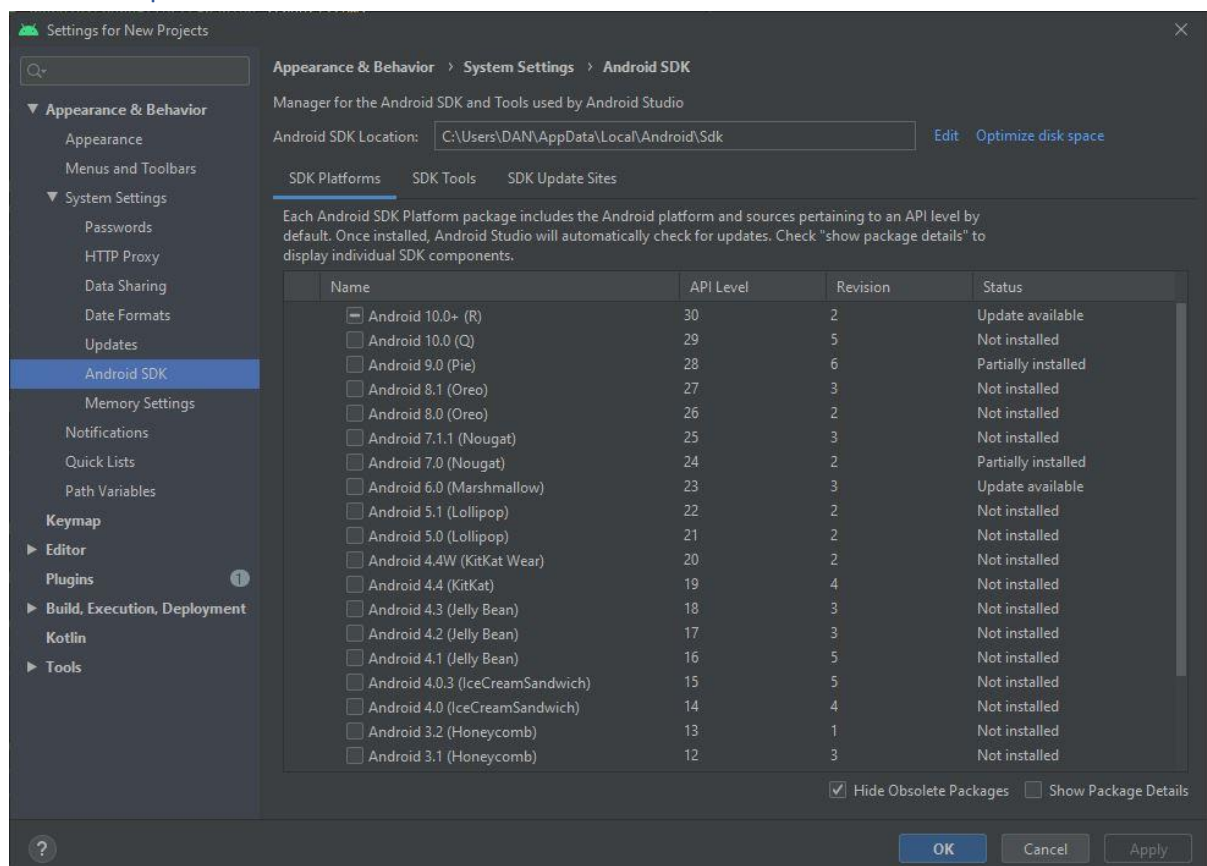 Settings for New Projects
Appearance & Behavior
Appearance
Menus and Toolbars
System Settings
Passwords
HTTP Proxy
Data Sharing
Date Formats
Updates
Android SDK
Memory Settings
Notifications
Quick Lists
Path Variables
Keymap
Editor
Plugins 1
Build, Execution, Deployment
Kotlin
Tools
Appearance & Behavior › System Settings › Android SDK
Manager for the Android SDK and Tools used by Android Studio
Android SDK Location: C:\Users\DAN\AppData\Local\Android\Sdk Edit Optimize disk space
SDK Platforms SDK Tools SDK Update Sites
Each Android SDK Platform package includes the Android platform and sources pertaining to an API level by
default. Once installed, Android Studio will automatically check for updates. Check "show package details" to
display individual SDK components.
Name API Level Revision Status
Android 10.0+ (R) 30 2 Update available
Android 10.0 (Q) 29 5 Not installed
Android 9.0 (Pie) 28 6 Partially installed
Android 8.1 (Oreo) 27 3 Not installed
Android 8.0 (Oreo) 26 2 Not installed
Android 7.1.1 (Nougat) 25 3 Not installed
Android 7.0 (Nougat) 24 2 Partially installed
Android 6.0 (Marshmallow) 23 3 Update available
Android 5.1 (Lollipop) 22 2 Not installed
Android 5.0 (Lollipop) 21 2 Not installed
Android 4.4W (KitKat Wear) 20 2 Not installed
Android 4.4 (KitKat) 19 4 Not installed
Android 4.3 (Jelly Bean) 18 3 Not installed
Android 4.2 (Jelly Bean) 17 3 Not installed
Android 4.1 (Jelly Bean) 16 5 Not installed
Android 4.0.3 (IceCreamSandwich) 15 5 Not installed
Android 4.0 (IceCreamSandwich) 14 4 Not installed
Android 3.2 (Honeycomb) 13 1 Not installed
Android 3.1 (Honeycomb) 12 3 Not installed
Hide Obsolete Packages Show Package Details
? OK Cancel Apply